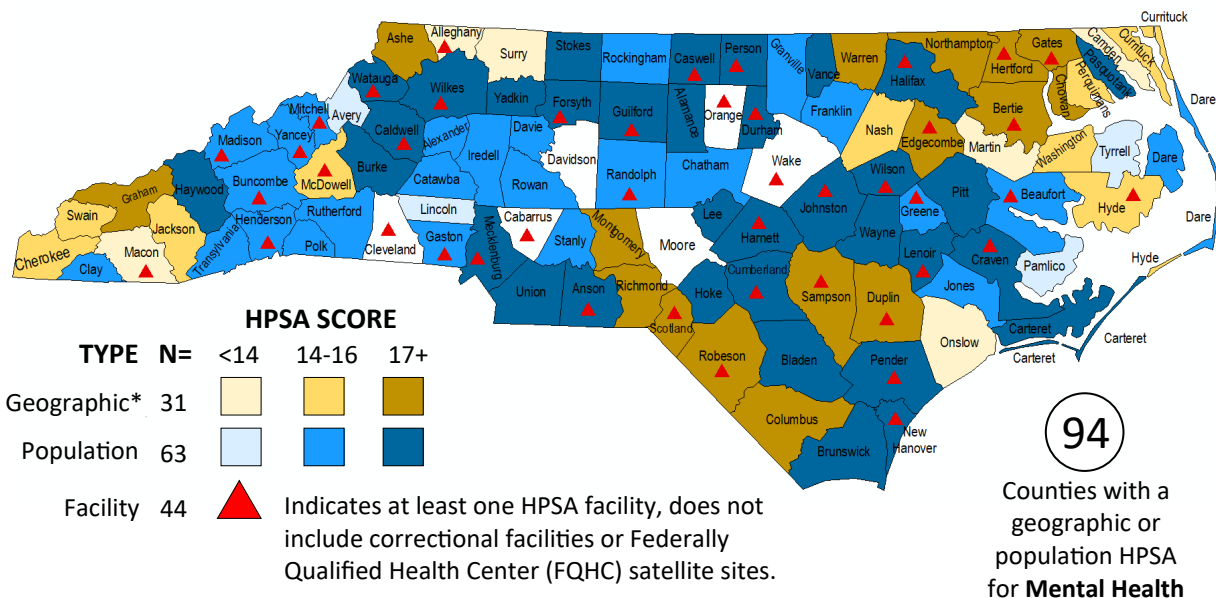 Currituck
Ashe
Alleghany
Surry
Stokes
Rockingham
Caswell
Person
Granville
Vance
Warren
Northampton
Gates
Hertford
Camden
Currituck
Pasquotank
Perquimans
Chowan
Halifax
Bertie
Watauga
Wilkes
Yadkin
Forsyth
Guilford
Alamance
Orange
Durham
Franklin
Nash
Edgecombe
Martin
Washington
Tyrrell
Dare
Dare
Mitchell
Avery
Yancey
Madison
Caldwell
Alexander
Davie
Iredell
Davidson
Randolph
Chatham
Wake
Wilson
Pitt
Beaufort
Hyde
Dare
Haywood
Buncombe
McDowell
Burke
Catawba
Rowan
Johnston
Greene
Graham
Swain
Jackson
Cherokee
Clay
Macon
Transylvania
Henderson
Polk
Rutherford
Cleveland
Lincoln
Gaston
Mecklenburg
Cabarrus
Stanly
Montgomery
Moore
Lee
Harnett
Wayne
Lenoir
Craven
Pamlico
Hyde
Jones
Carteret
Carteret
Carteret
Union
Anson
Richmond
Scotland
Hoke
Cumberland
Sampson
Duplin
Onslow
Robeson
Bladen
Pender
Columbus
Brunswick
New
Hanover
HPSA SCORE
TYPE N= <14 14-16 17+
Geographic* 31
Population 63
Facility 44
Indicates at least one HPSA facility, does not
include correctional facilities or Federally
Qualified Health Center (FQHC) satellite sites.
94
Counties with a
geographic or
population HPSA
for Mental Health